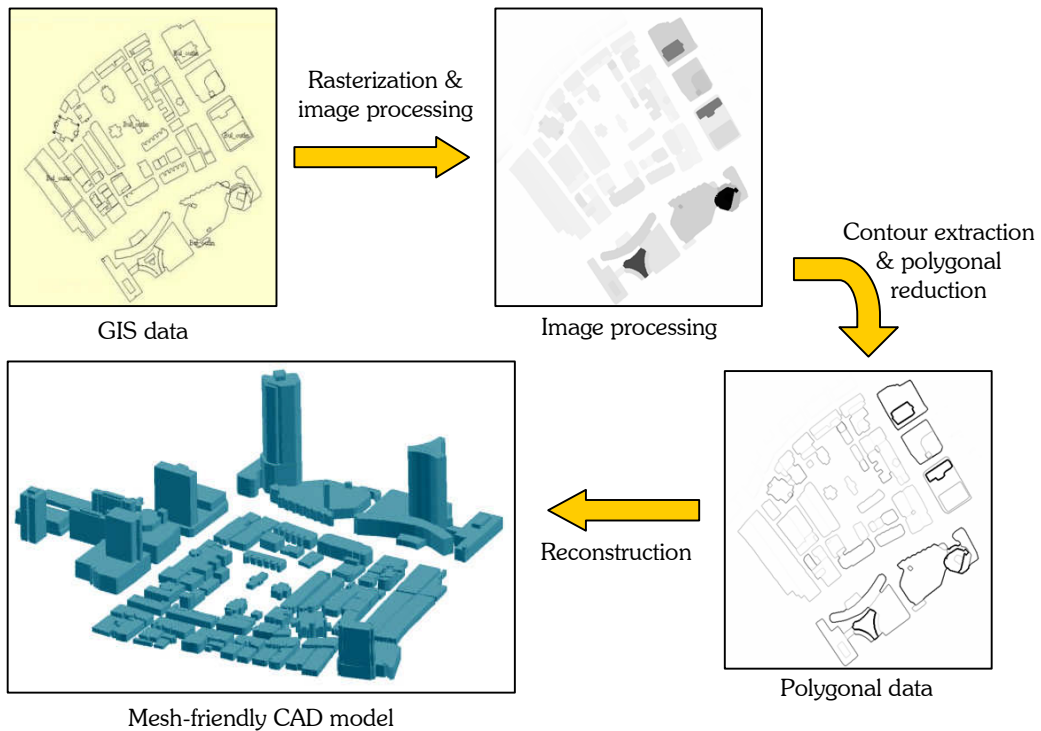 Rasterization &
image processing
GIS data
Image processing
Contour extraction
& polygonal
reduction
Polygonal data
Reconstruction
Mesh-friendly CAD model